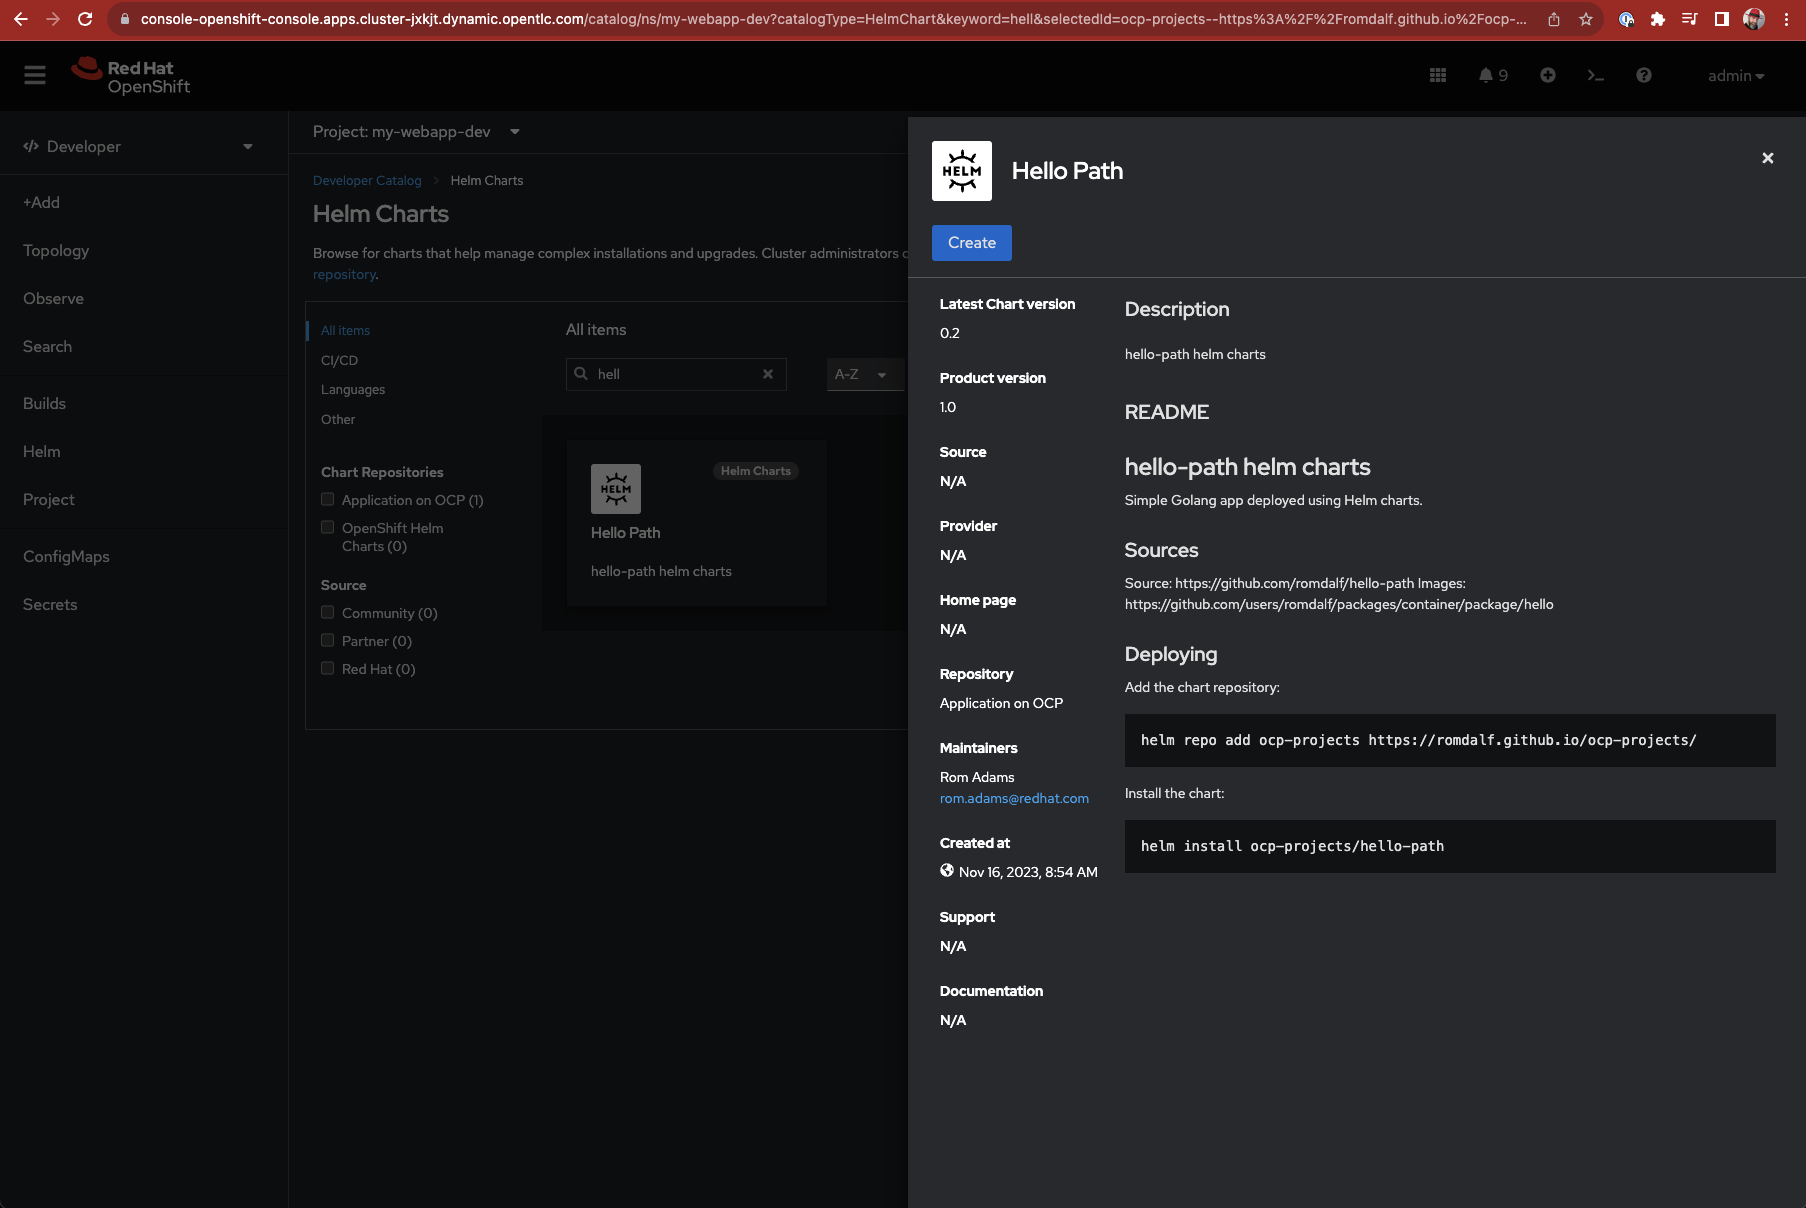 console-openshift-console.apps.cluster-jxkjt.dynamic.opentlc.com/catalog/ns/my-webapp-dev?catalogType=HelmChart&keyword=hell&selectedId=ocp-projects--https%3A%2F%2Fromdalf.github.io%2Focp-...
Red Hat
OpenShift
9
admin
Developer
+Add
Topology
Observe
Search
Builds
Helm
Project
ConfigMaps
Secrets
Project: my-webapp-dev
Developer Catalog > Helm Charts
Helm Charts
Browse for charts that help manage complex installations and upgrades. Cluster administrators c
repository.
All items
CI/CD
Languages
Other
Chart Repositories
Application on OCP (1)
OpenShift Helm
Charts (0)
Source
Community (0)
Partner (0)
Red Hat (0)
All items
hell
A-Z
HELM
Helm Charts
Hello Path
hello-path helm charts
HELM
Hello Path
Create
Latest Chart version
0.2
Product version
1.0
Source
N/A
Provider
N/A
Home page
N/A
Repository
Application on OCP
Maintainers
Rom Adams
rom.adams@redhat.com
Created at
Nov 16, 2023, 8:54 AM
Support
N/A
Documentation
N/A
Description
hello-path helm charts
README
hello-path helm charts
Simple Golang app deployed using Helm charts.
Sources
Source: https://github.com/romdalf/hello-path Images:
https://github.com/users/romdalf/packages/container/package/hello
Deploying
Add the chart repository:
helm repo add ocp-projects https://romdalf.github.io/ocp-projects/
Install the chart:
helm install ocp-projects/hello-path